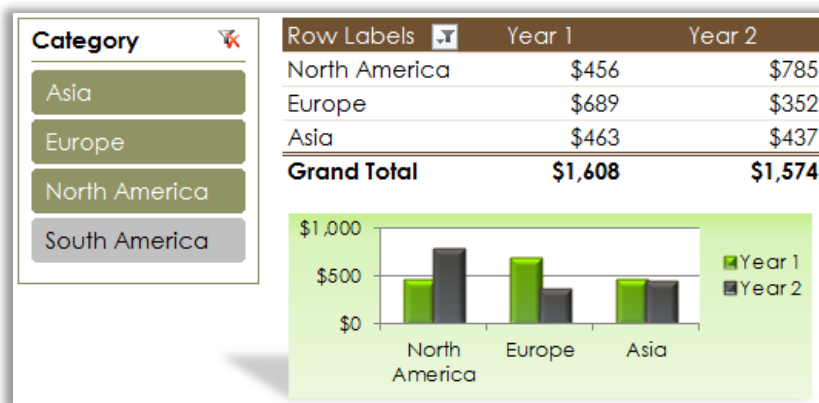 Category
Asia
Europe
North America
South America
Row Labels Year 1 Year 2
North America $456 $785
Europe $689 $352
Asia $463 $437
Grand Total $1,608 $1,574
$1,000
$500
$0
North America
Europe
Asia
Year 1
Year 2